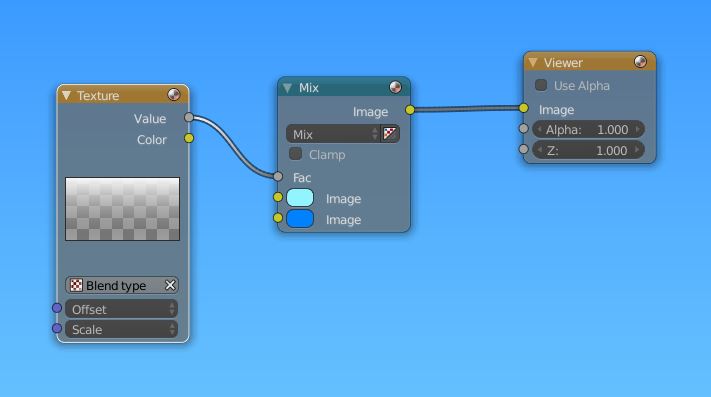 Texture
Value
Color
Blend type
Offset
Scale
Mix
Image
Mix
Clamp
Fac
Image
Image
Viewer
Use Alpha
Image
Alpha: 1.000
Z: 1.000